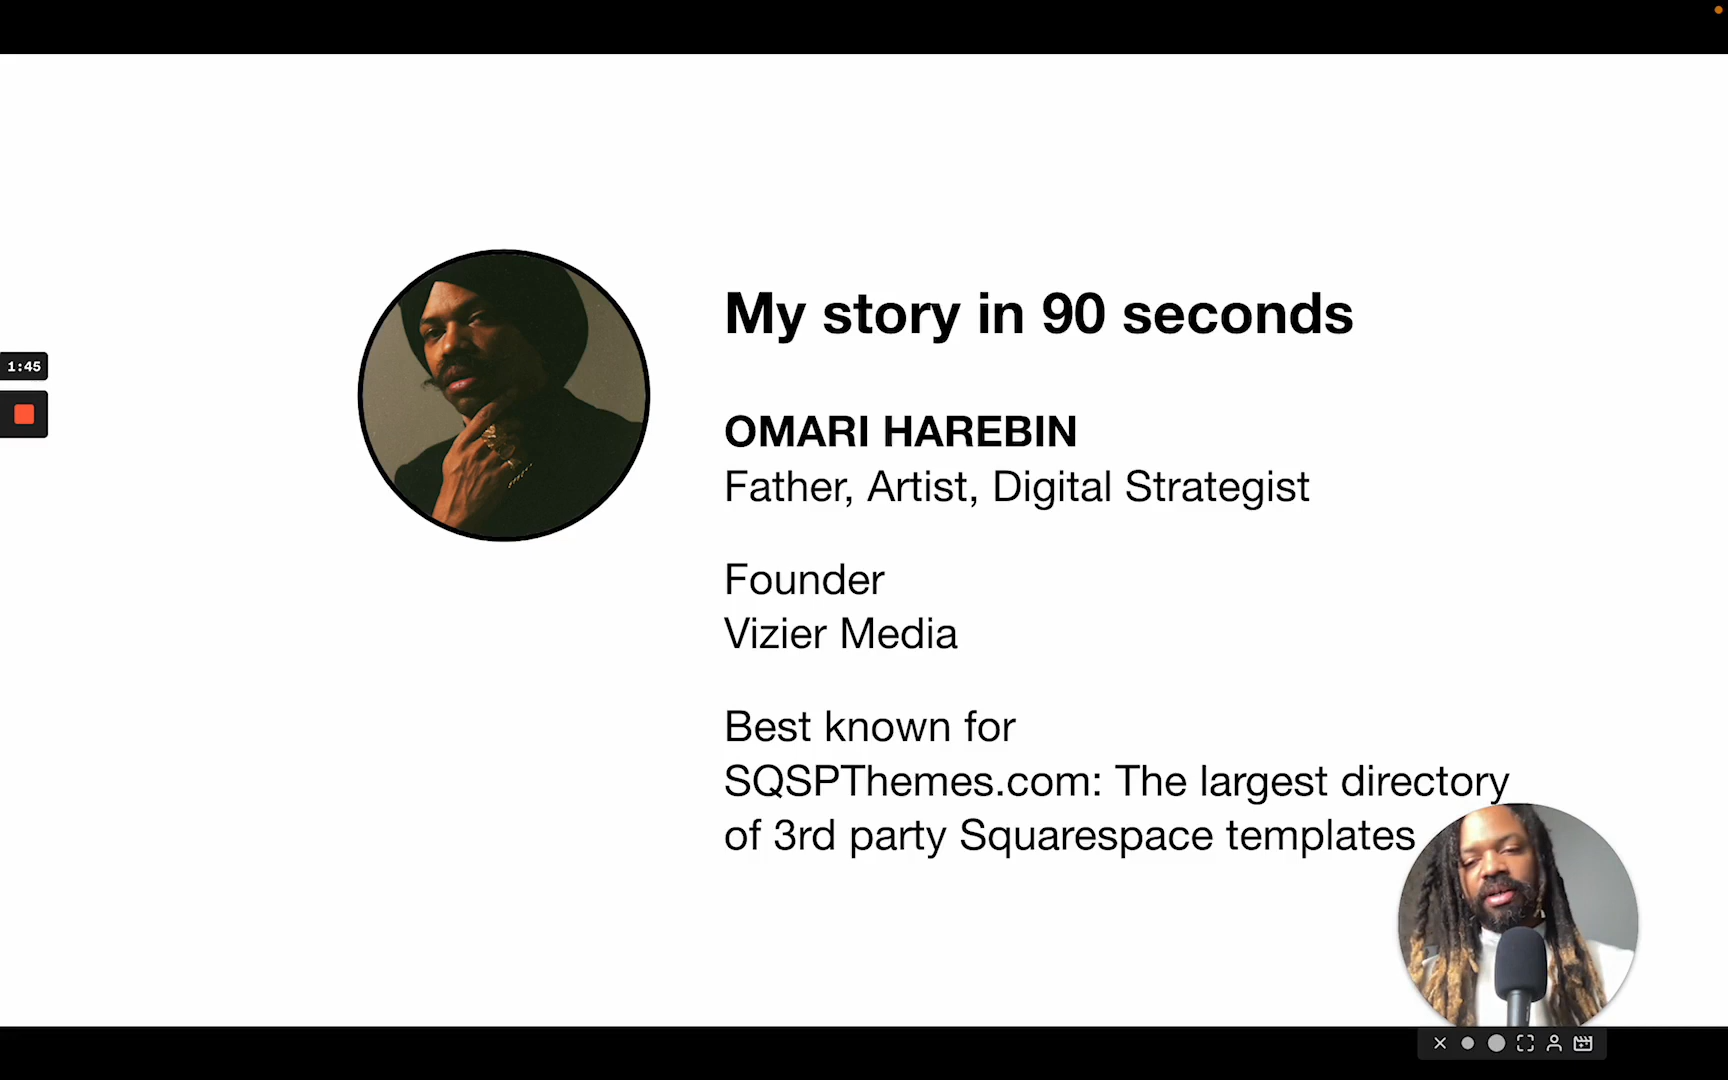 My story in 90 seconds
OMARI HAREBIN
Father, Artist, Digital Strategist
Founder
Vizier Media
Best known for
SQSPThemes.com: The largest directory
of 3rd party Squarespace templates
1:45